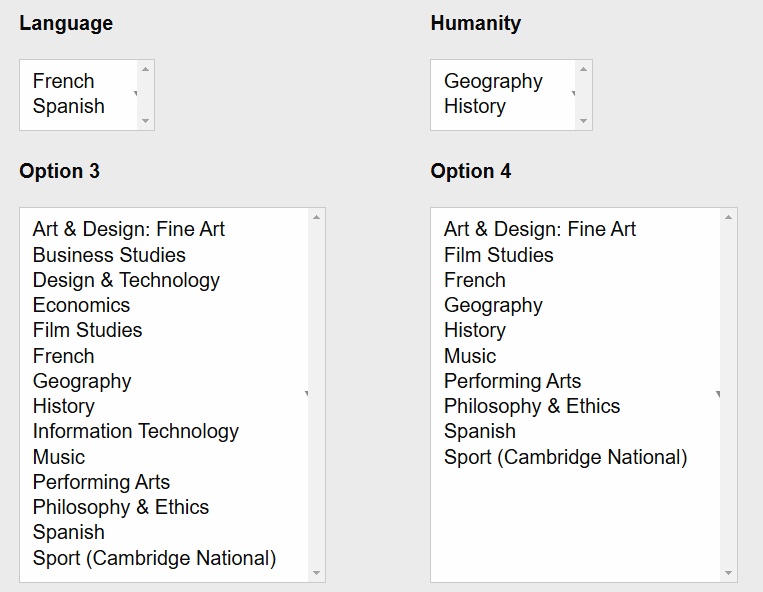 Language
French
Spanish
Humanity
Geography
History
Option 3
Art & Design: Fine Art
Business Studies
Design & Technology
Economics
Film Studies
French
Geography
History
Information Technology
Music
Performing Arts
Philosophy & Ethics
Spanish
Sport (Cambridge National)
Option 4
Art & Design: Fine Art
Film Studies
French
Geography
History
Music
Performing Arts
Philosophy & Ethics
Spanish
Sport (Cambridge National)